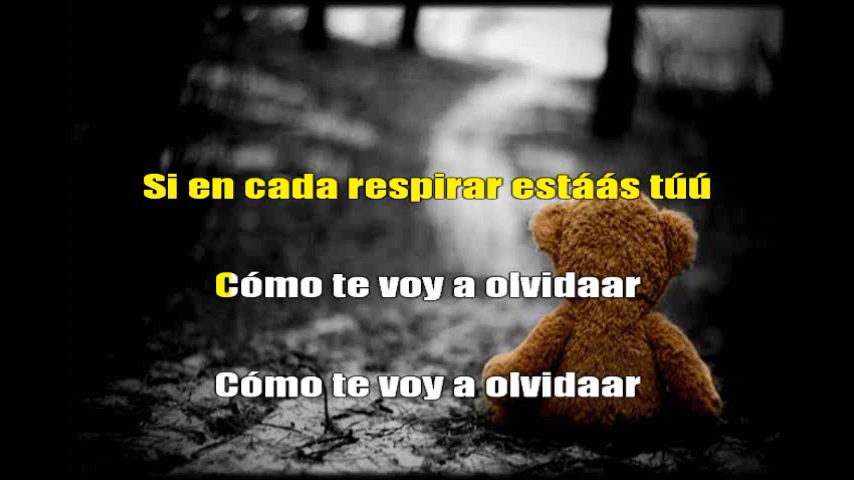 Si en cada respirar estáás túú
Cómo te voy a olvidaar
Cómo te voy a olvidaar